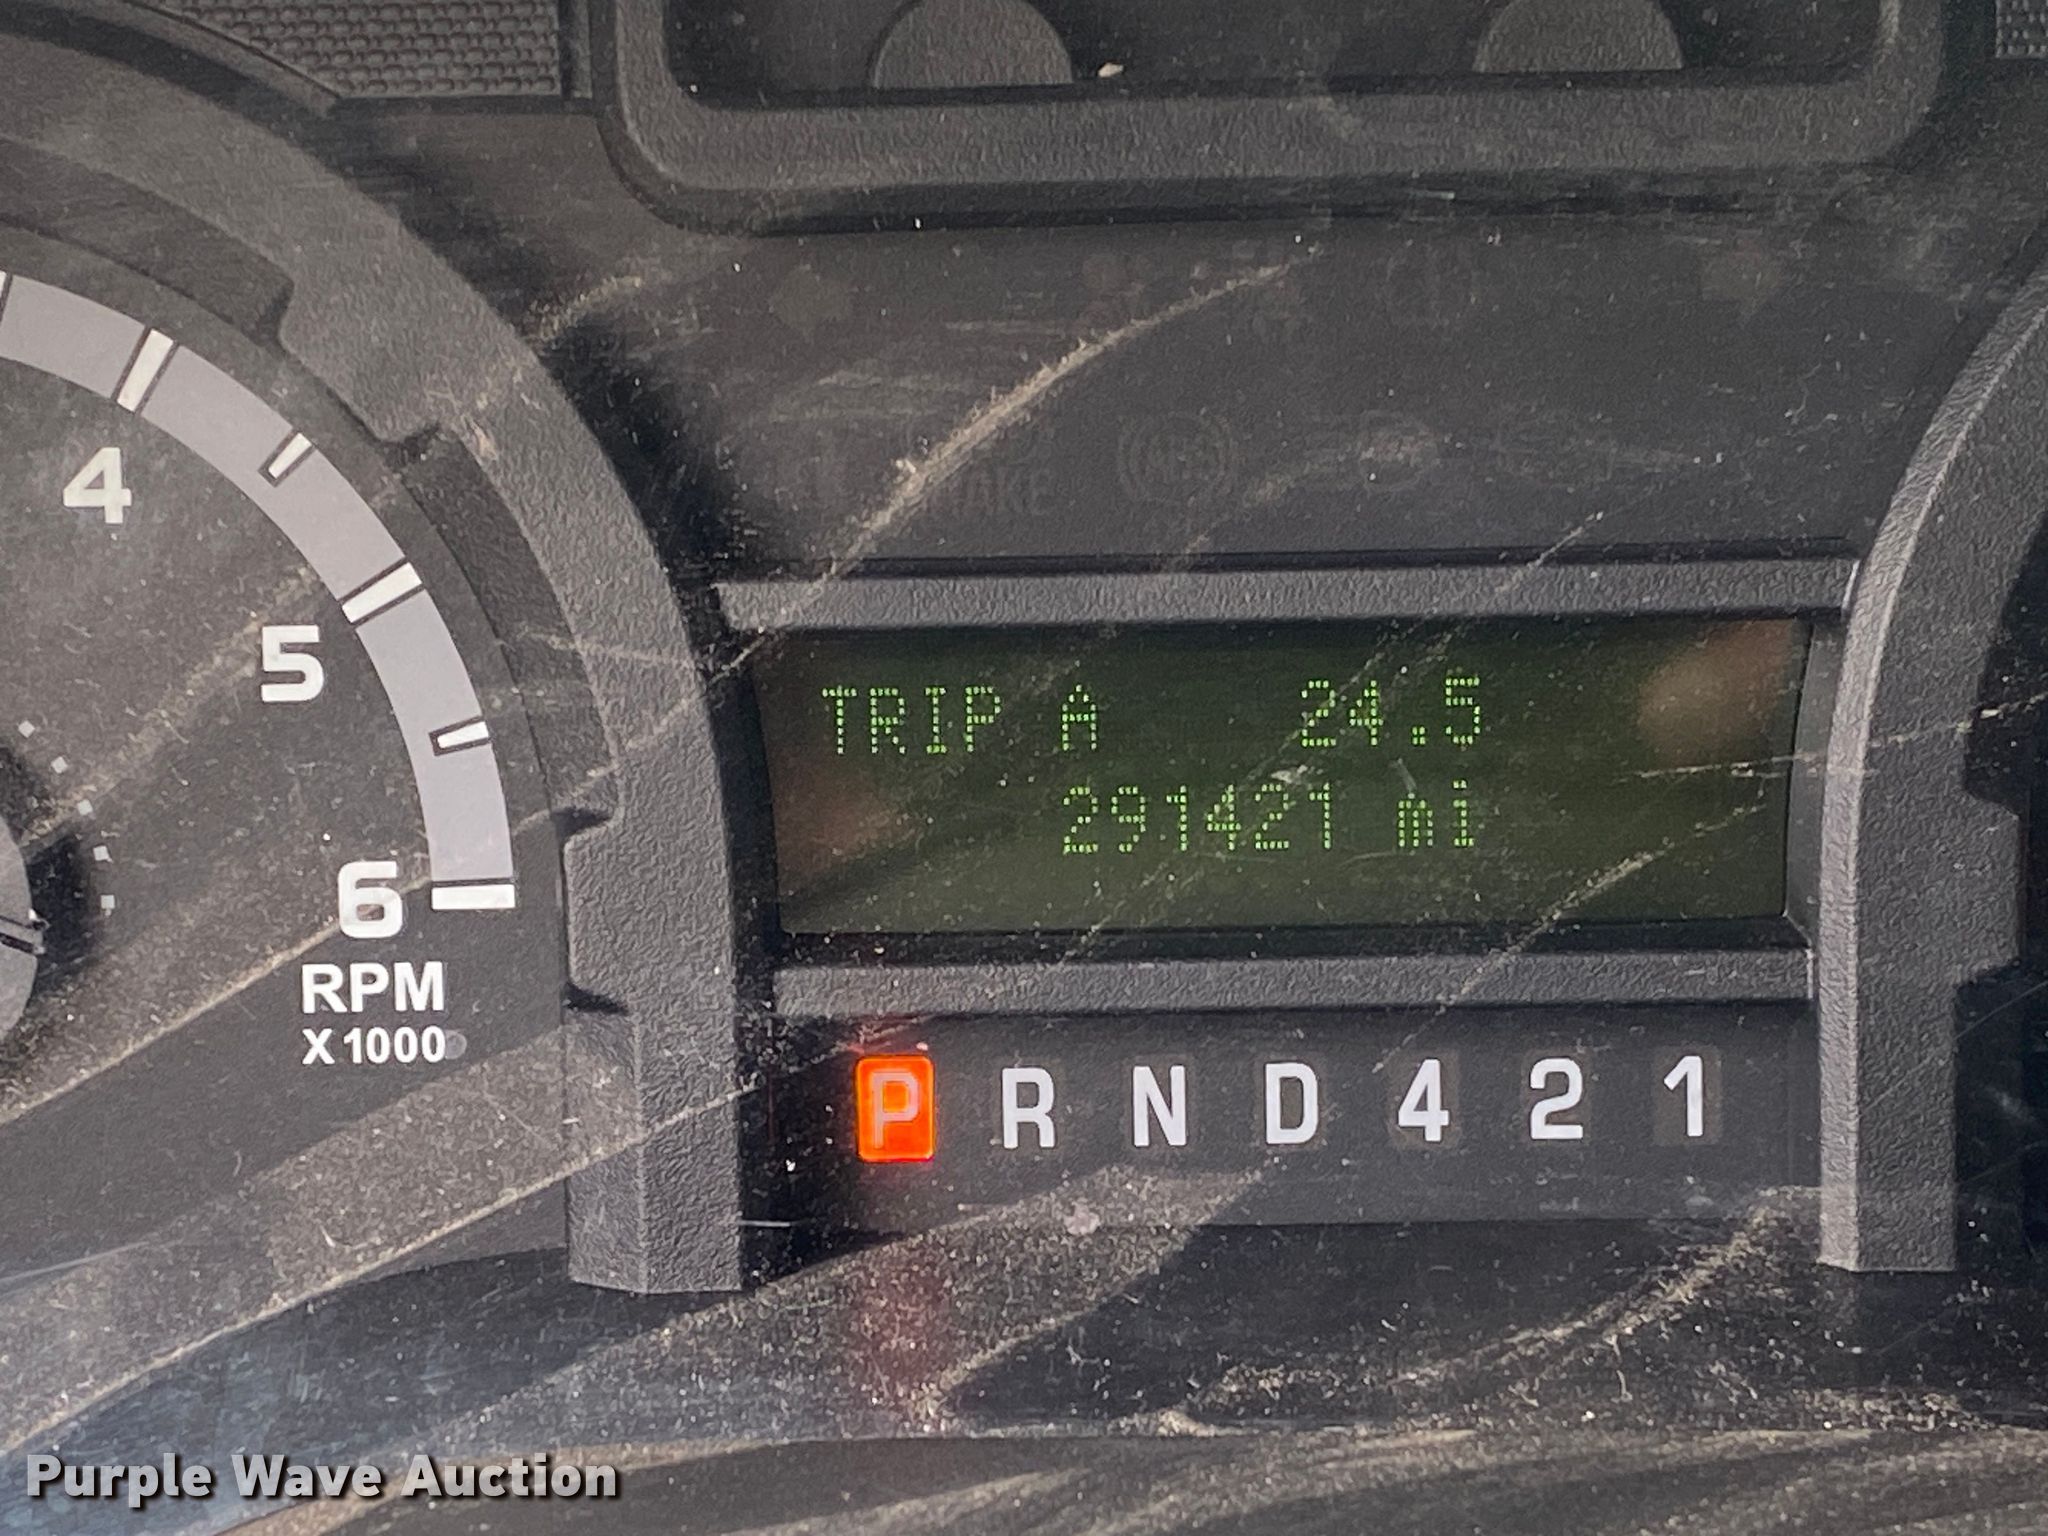 4
5
6
RPM
X1000
TRIP A 24.5
291421 mi
P R N D 4 2 1
Purple Wave Auction